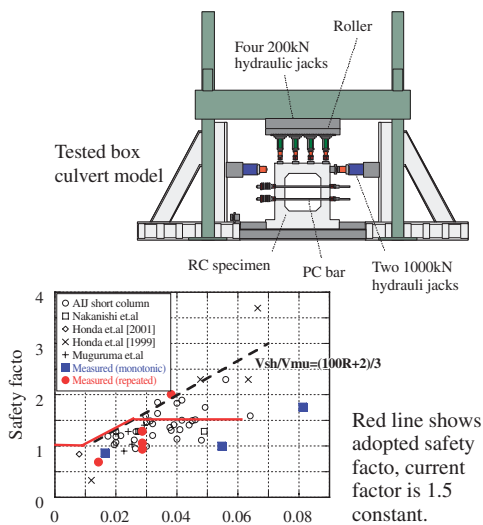 Roller
Four 200kN
hydraulic jacks
Tested box
culvert model
RC specimen
PC bar
Two 1000kN
hydrauli jacks
4
3
2
1
0
Safety facto
AIJ short column
Nakanishi et.al
Honda et.al [2001]
Honda et.al [1999]
Muguruma et.al
Measured (monotonic)
Measured (repeated)
Vsh/Vmu=(100R+2)/3
0 0.02 0.04 0.06 0.08
Red line shows
adopted safety
facto, current
factor is 1.5
constant.